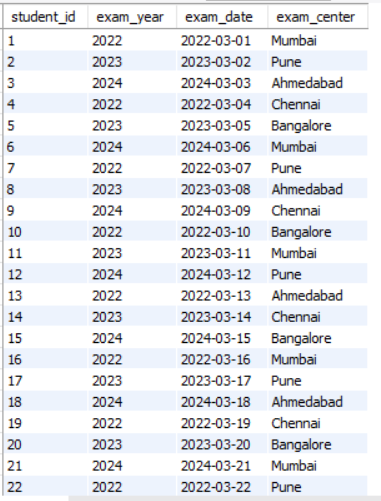 student_id exam_year exam_date exam_center
1 2022 2022-03-01 Mumbai
2 2023 2023-03-02 Pune
3 2024 2024-03-03 Ahmedabad
4 2022 2022-03-04 Chennai
5 2023 2023-03-05 Bangalore
6 2024 2024-03-06 Mumbai
7 2022 2022-03-07 Pune
8 2023 2023-03-08 Ahmedabad
9 2024 2024-03-09 Chennai
10 2022 2022-03-10 Bangalore
11 2023 2023-03-11 Mumbai
12 2024 2024-03-12 Pune
13 2022 2022-03-13 Ahmedabad
14 2023 2023-03-14 Chennai
15 2024 2024-03-15 Bangalore
16 2022 2022-03-16 Mumbai
17 2023 2023-03-17 Pune
18 2024 2024-03-18 Ahmedabad
19 2022 2022-03-19 Chennai
20 2023 2023-03-20 Bangalore
21 2024 2024-03-21 Mumbai
22 2022 2022-03-22 Pune